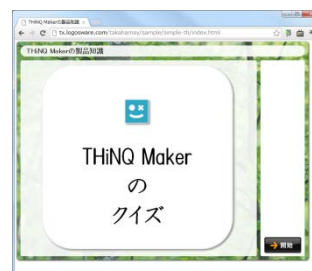 THiNQ Makerの製品知識
tx.logosware.com/takahamay/sample/simple-th/index.html
THiNQ Makerの製品知識
THiNQ Maker
の
クイズ
開始